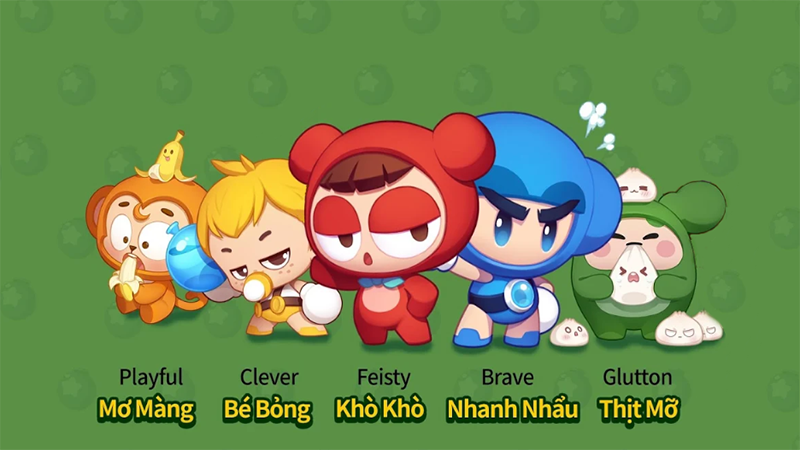 Playful Clever Feisty Brave Glutton
Mơ Màng Bé Bỏng Khò Khò Nhanh Nhẩu Thịt Mỡ